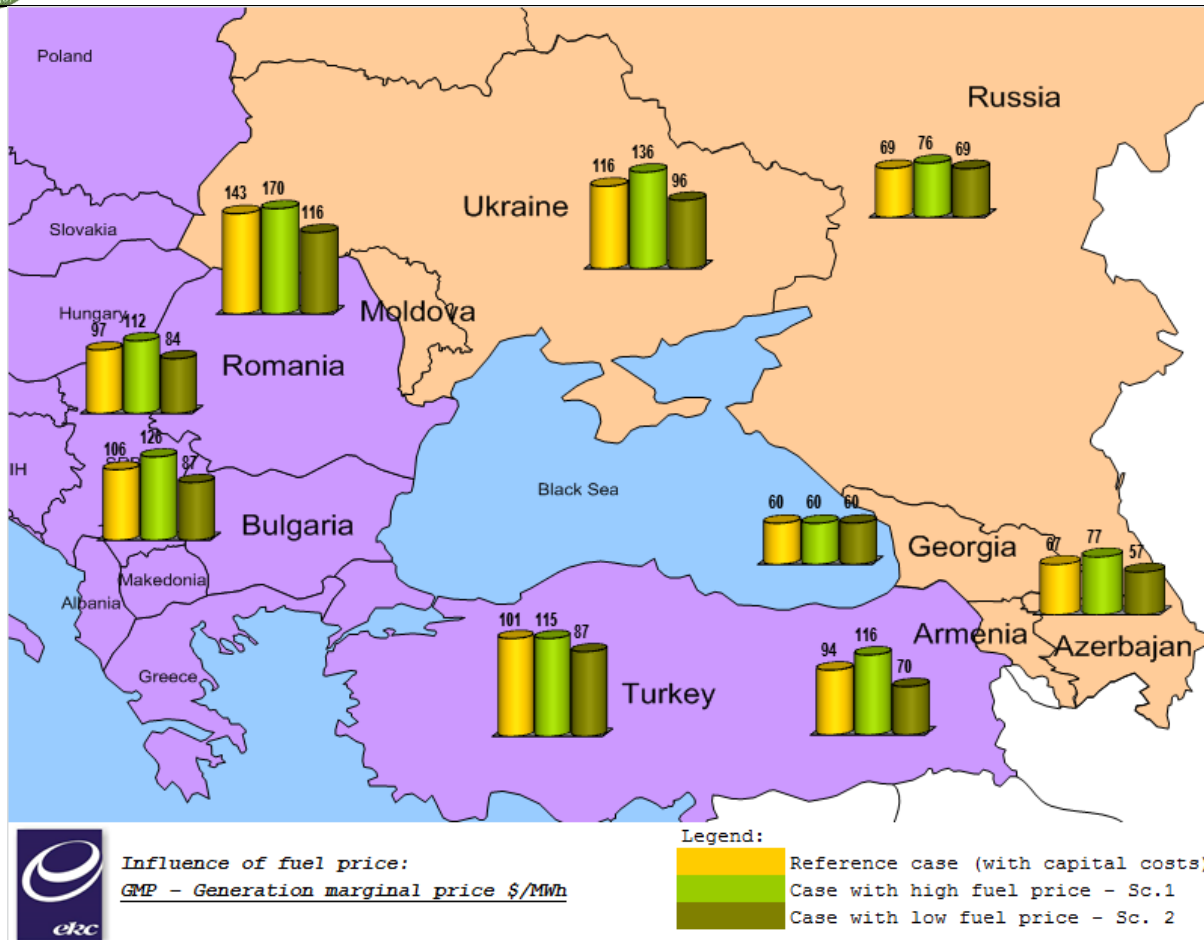 Poland
Russia
69 76 69
116 136 96
Ukraine
143 170 116
Slovakia
Moldova
Hungary
97 112 84
Romania
106 126 87
IH
Bulgaria
Black Sea
60 60 60
Georgia
67 77 57
Makedonia
Albania
Armenia
Azerbajan
101 115 87
94 116 70
Greece
Turkey
Legend:
Influence of fuel price:
GMP - Generation marginal price $/MWh
Reference case (with capital costs)
Case with high fuel price - Sc.1
Case with low fuel price - Sc. 2
ekc